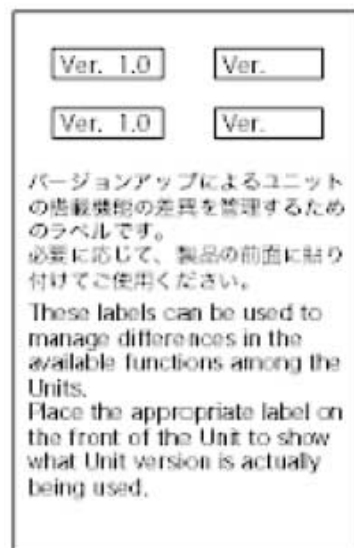 Ver. 1.0 Ver.
Ver. 1.0 Ver.
バージョンアップによるユニット
の搭載機能の差異を管理するため
のラベルです。
必要に応じて、製品の前面に貼り
付けてご使用ください。
These labels can be used to
manage differences in the
available functions among the
Units.
Place the appropriate label on
the front of the Unit to show
what Unit version is actually
being used.